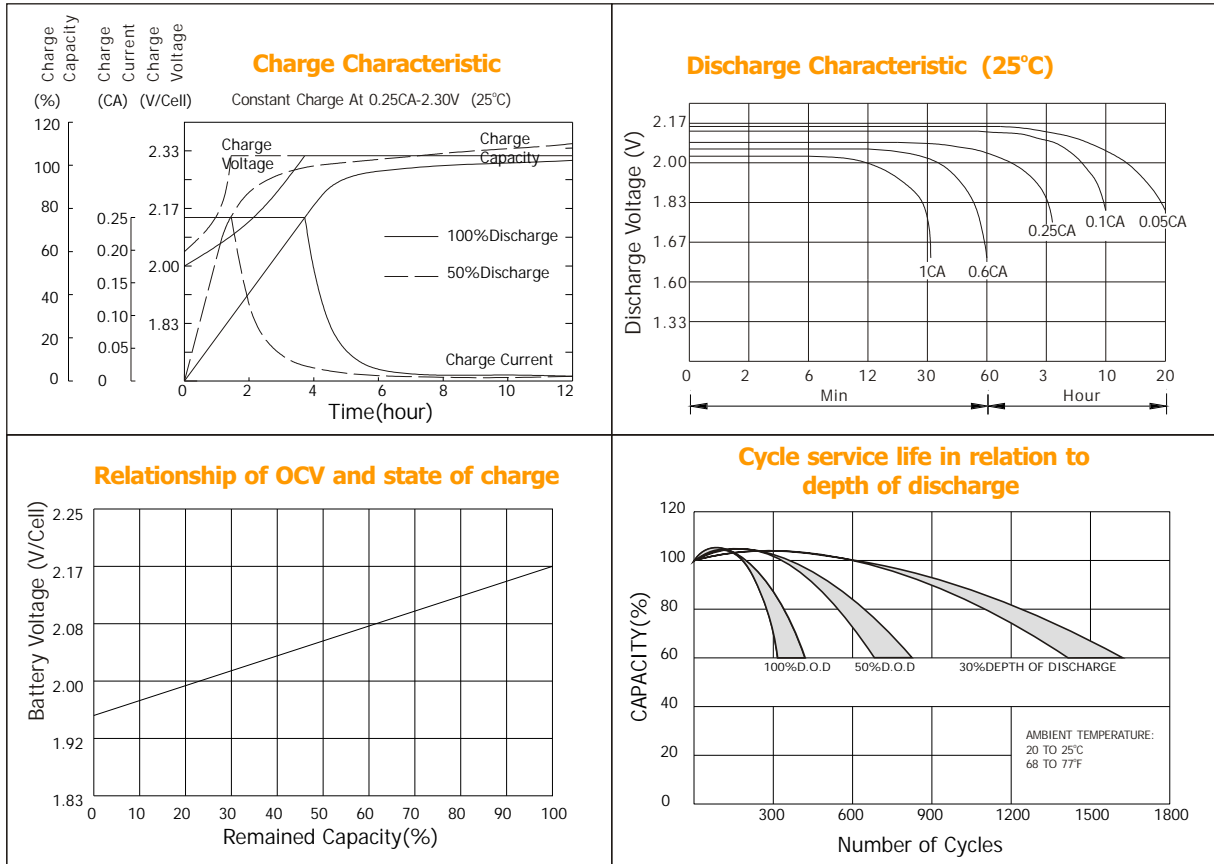 Charge Capacity
Charge Current
Charge Voltage
(%) (CA) (V/Cell)
Charge Characteristic
Constant Charge At 0.25CA-2.30V (25°C)
120
100
80
60
40
20
0
0.25
0.20
0.15
0.10
0.05
0
2.33
2.17
2.00
1.83
Charge Voltage
Charge Capacity
100%Discharge
50%Discharge
Charge Current
0 2 4 6 8 10 12
Time(hour)
Discharge Characteristic (25°C)
Discharge Voltage (V)
2.17
2.00
1.83
1.67
1.60
1.33
1CA
0.6CA
0.25CA
0.1CA
0.05CA
0 2 6 12 30 60 3 10 20
Min
Hour
Relationship of OCV and state of charge
Battery Voltage (V/Cell)
2.25
2.17
2.08
2.00
1.92
1.83
0 10 20 30 40 50 60 70 80 90 100
Remained Capacity(%)
Cycle service life in relation to
depth of discharge
CAPACITY(%)
120
100
80
60
40
20
0
100%D.O.D
50%D.O.D
30%DEPTH OF DISCHARGE
AMBIENT TEMPERATURE:
20 TO 25°C
68 TO 77°F
300 600 900 1200 1500 1800
Number of Cycles